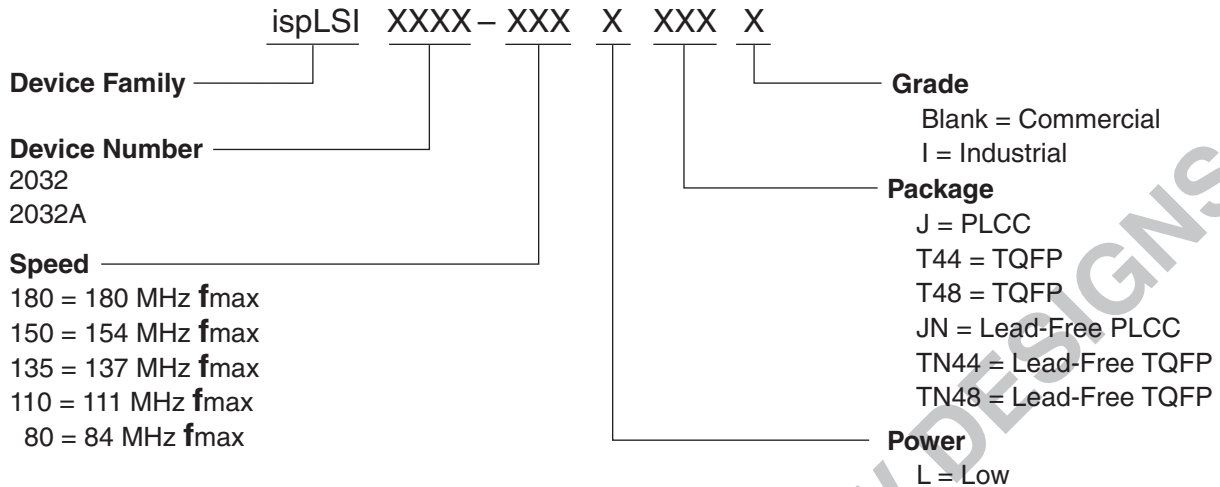 ispLSI XXXX – XXX X XXX X
Device Family
Device Number
2032
2032A
Speed
180 = 180 MHz fmax
150 = 154 MHz fmax
135 = 137 MHz fmax
110 = 111 MHz fmax
80 = 84 MHz fmax
Grade
Blank = Commercial
I = Industrial
Package
J = PLCC
T44 = TQFP
T48 = TQFP
JN = Lead-Free PLCC
TN44 = Lead-Free TQFP
TN48 = Lead-Free TQFP
Power
L = Low
DESIGNS